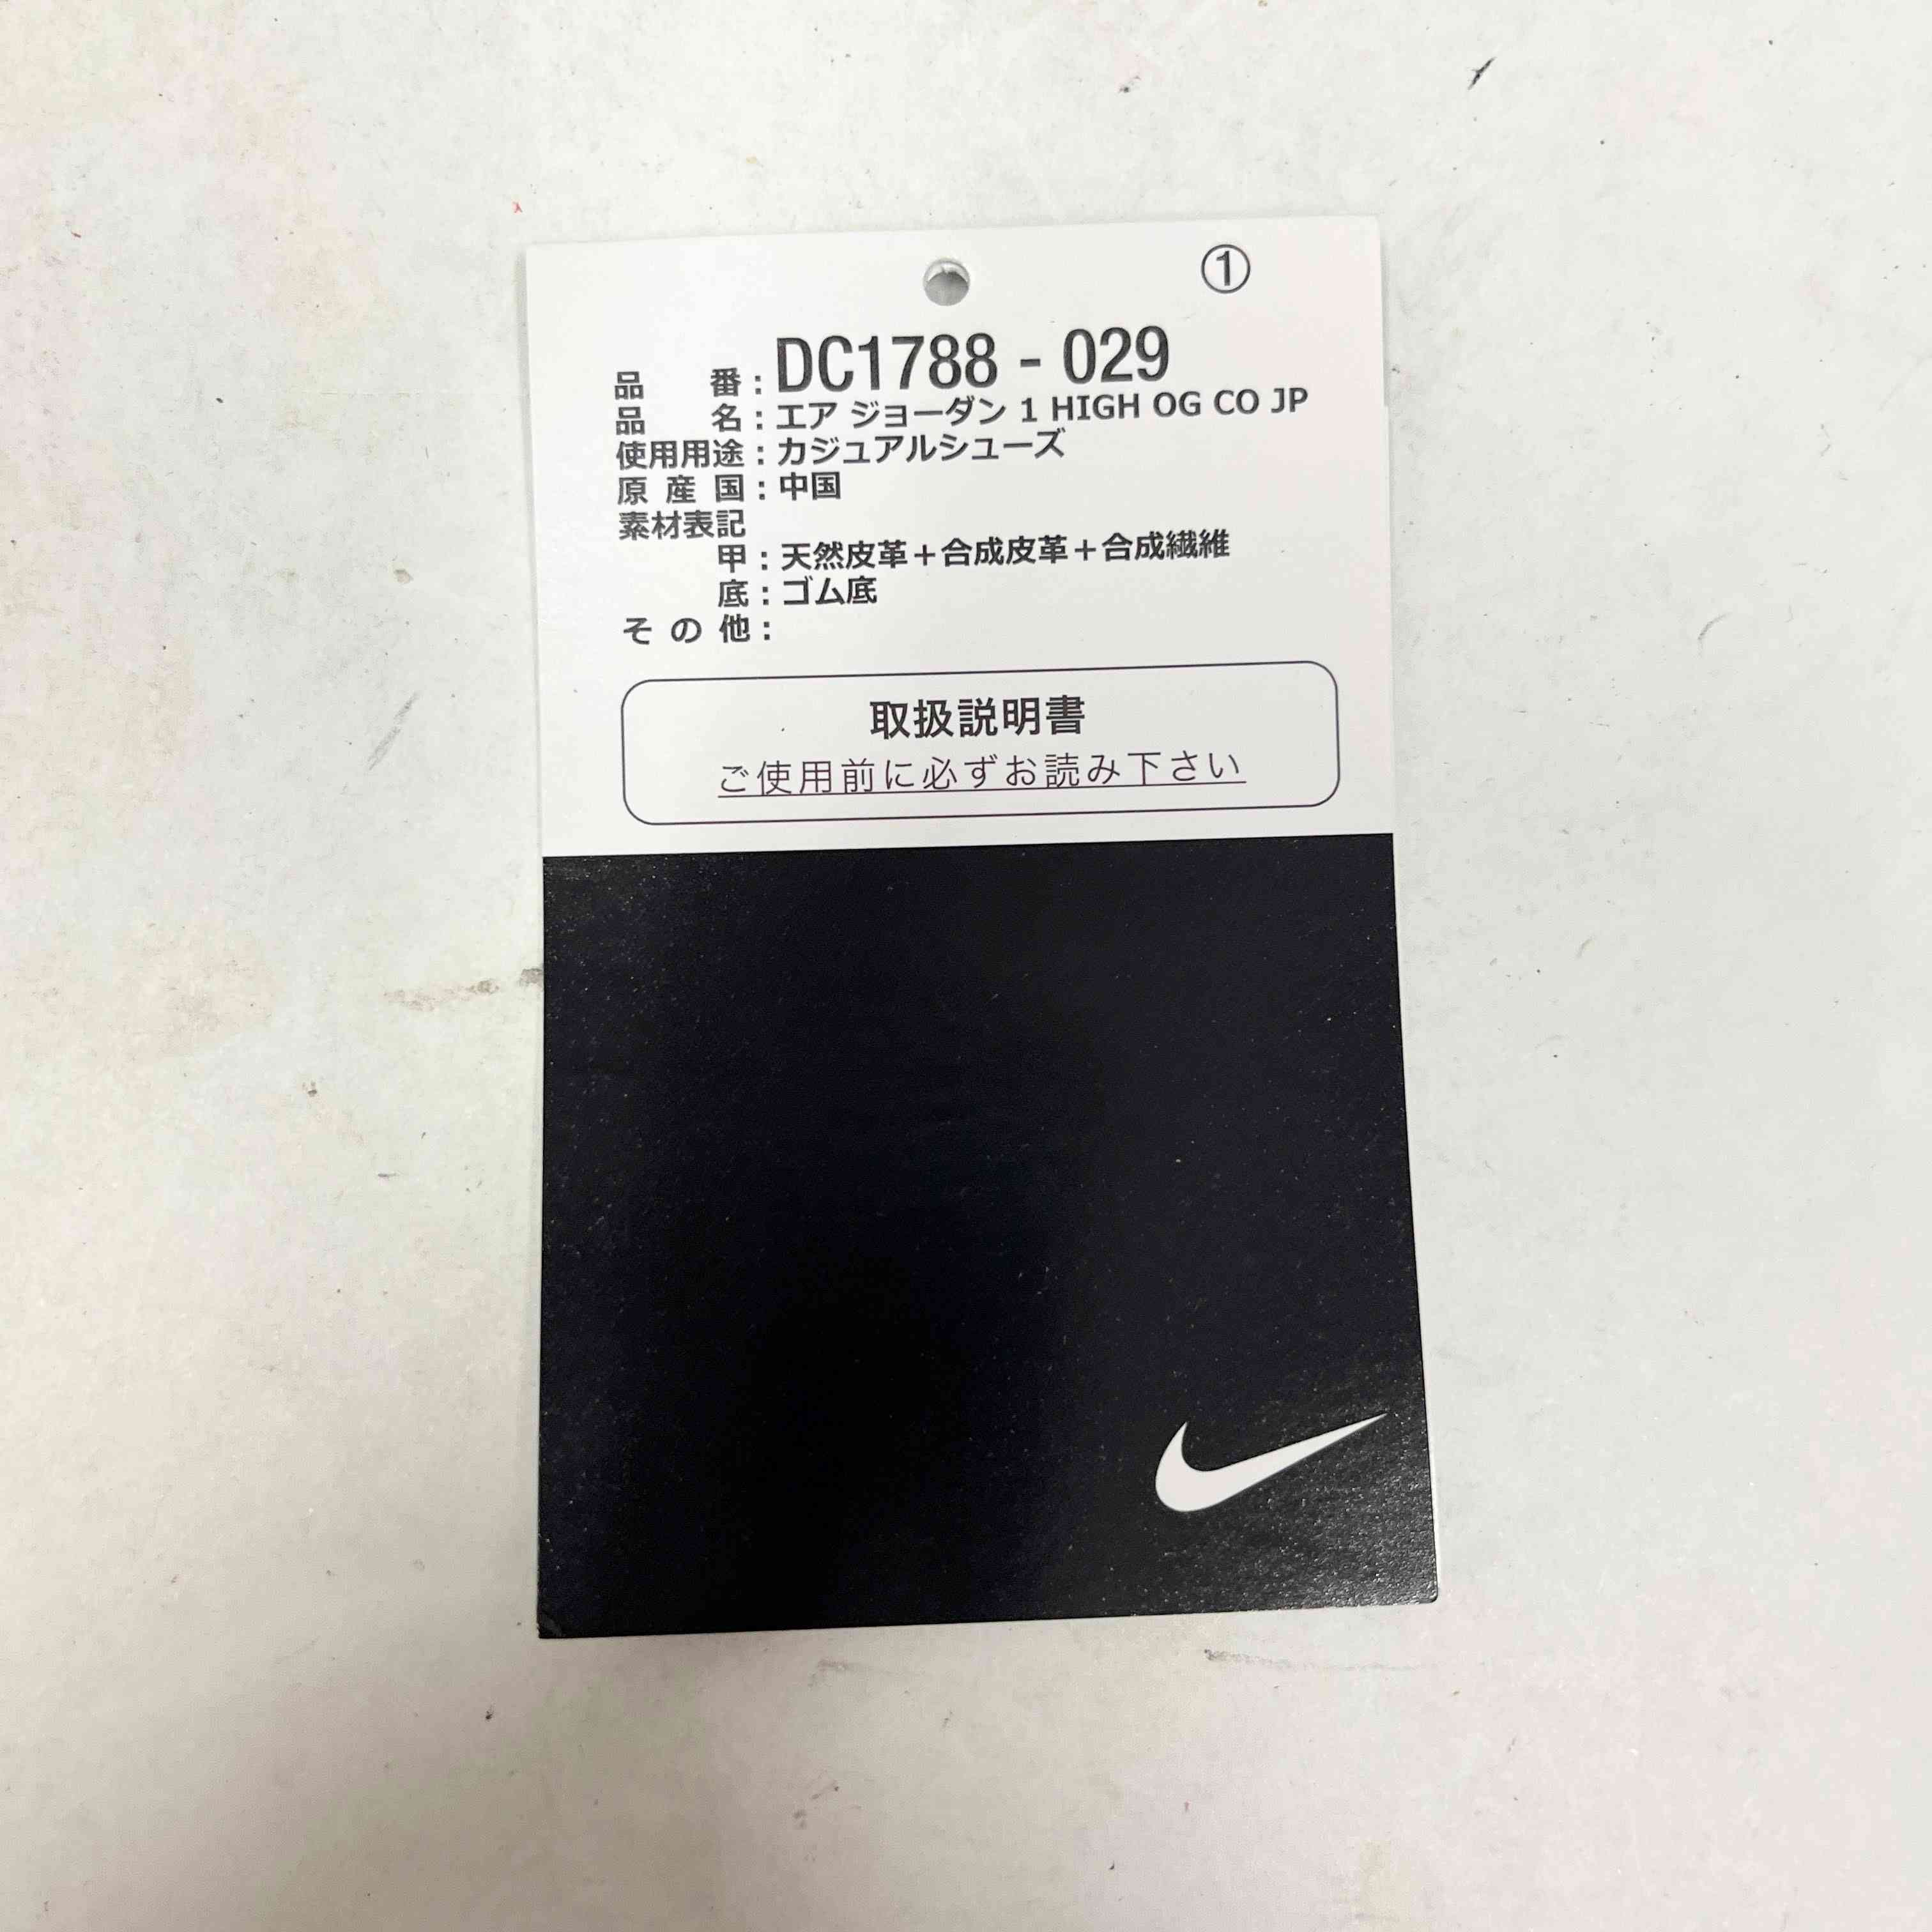 ①
品番：DC1788 - 029
品名：エア ジョーダン 1 HIGH OG CO JP
使用用途：カジュアルシューズ
原産国：中国
素材表記
甲：天然皮革＋合成皮革＋合成繊維
底：ゴム底
その他：
取扱説明書
ご使用前に必ずお読み下さい